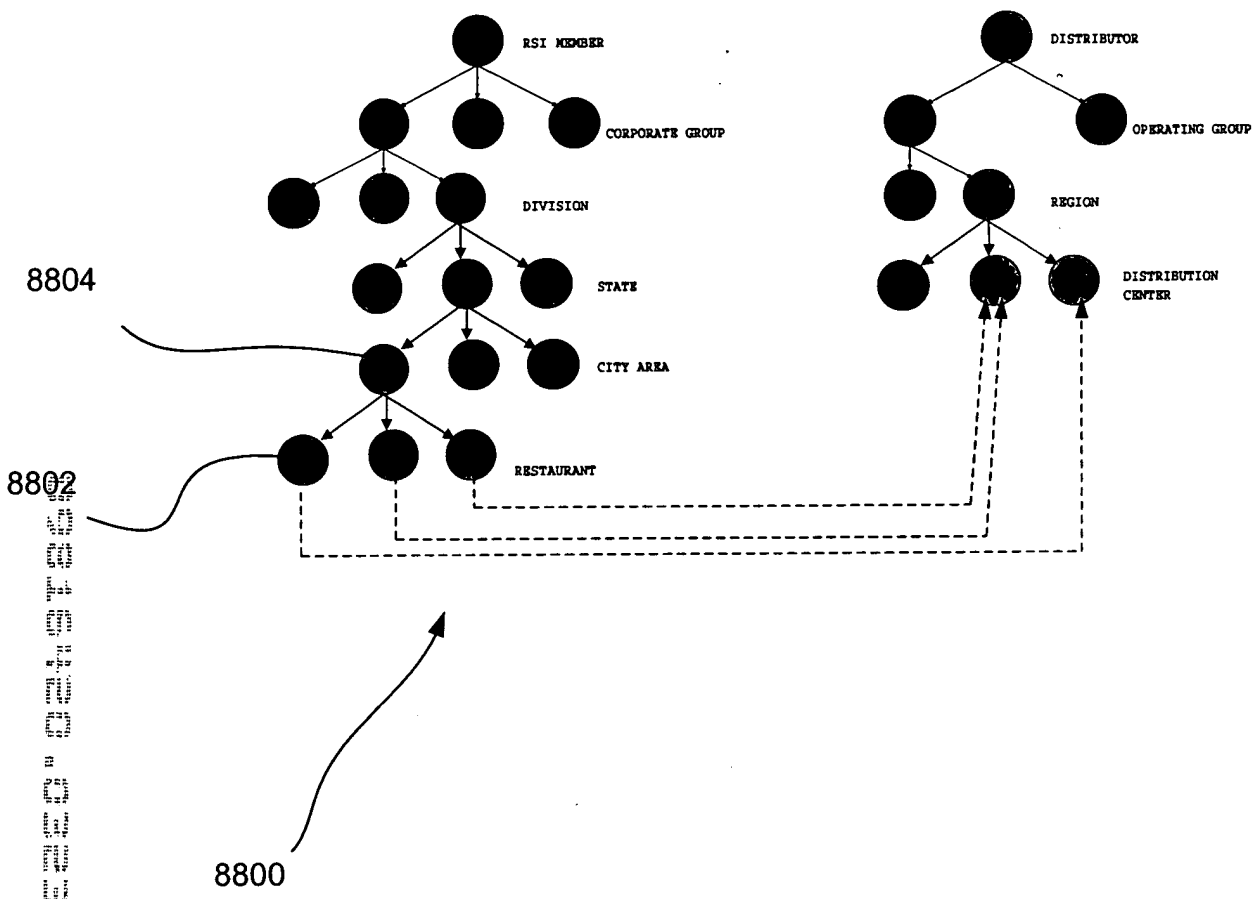 RSI MEMBER
DISTRIBUTOR
CORPORATE GROUP
OPERATING GROUP
DIVISION
REGION
8804
STATE
DISTRIBUTION
CENTER
CITY AREA
8802
RESTAURANT
8800